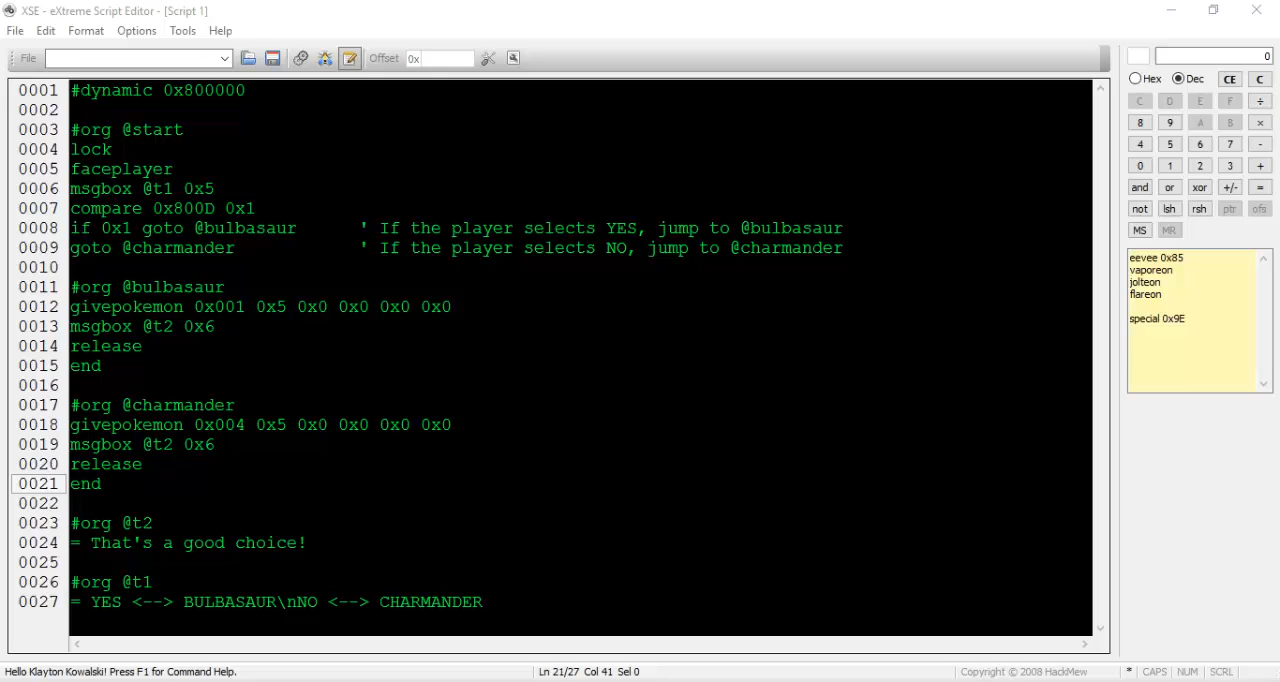 XSE - eXtreme Script Editor - [Script 1]
File Edit Format Options Tools Help
File Offset 0x
0
Hex Dec CE C
C D E F ÷
8 9 A B ×
4 5 6 7 -
0 1 2 3 +
and or xor +/- =
not lsh rsh ptr ofs
MS MR
eevee 0x85
vaporeon
jolteon
flareon
special 0x9E
0001 #dynamic 0x800000
0002
0003 #org @start
0004 lock
0005 faceplayer
0006 msgbox @t1 0x5
0007 compare 0x800D 0x1
0008 if 0x1 goto @bulbasaur ' If the player selects YES, jump to @bulbasaur
0009 goto @charmander ' If the player selects NO, jump to @charmander
0010
0011 #org @bulbasaur
0012 givepokemon 0x001 0x5 0x0 0x0 0x0 0x0
0013 msgbox @t2 0x6
0014 release
0015 end
0016
0017 #org @charmander
0018 givepokemon 0x004 0x5 0x0 0x0 0x0 0x0
0019 msgbox @t2 0x6
0020 release
0021 end
0022
0023 #org @t2
0024 = That's a good choice!
0025
0026 #org @t1
0027 = YES <--> BULBASAUR\nNO <--> CHARMANDER
Hello Klayton Kowalski! Press F1 for Command Help. Ln 21/27 Col 41 Sel 0 Copyright © 2008 HackMew * CAPS NUM SCRL